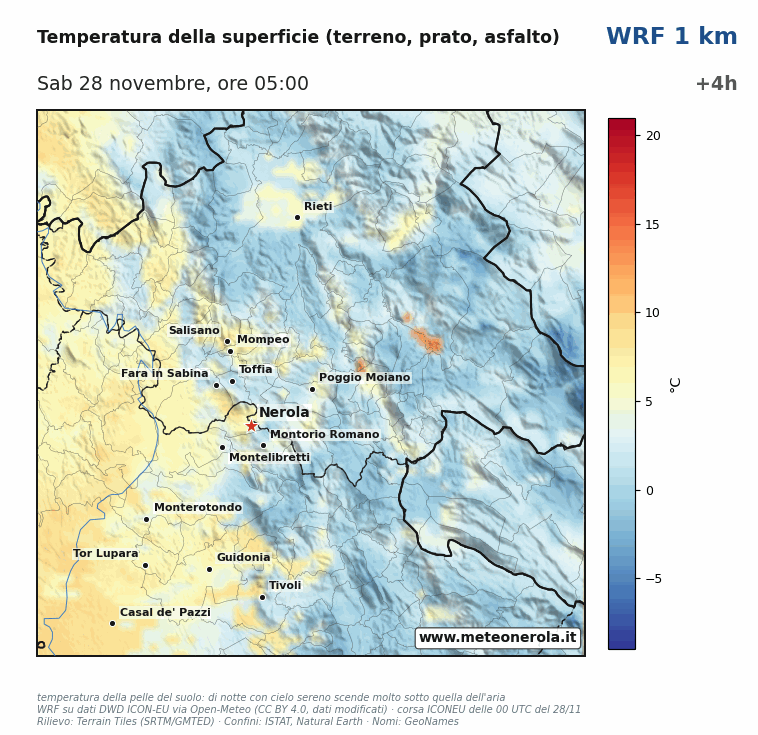 Temperatura della superficie (terreno, prato, asfalto)
WRF 1 km
Sab 28 novembre, ore 05:00
+4h
20
15
10
5
0
−5
°C
Rieti
Salisano
Mompeo
Toffia
Fara in Sabina
Poggio Moiano
Nerola
Montorio Romano
Montelibretti
Monterotondo
Tor Lupara
Guidonia
Tivoli
Casal de' Pazzi
www.meteonerola.it
temperatura della pelle del suolo: di notte con cielo sereno scende molto sotto quella dell'aria
WRF su dati DWD ICON-EU via Open-Meteo (CC BY 4.0, dati modificati) · corsa ICONEU delle 00 UTC del 28/11
Rilievo: Terrain Tiles (SRTM/GMTED) · Confini: ISTAT, Natural Earth · Nomi: GeoNames